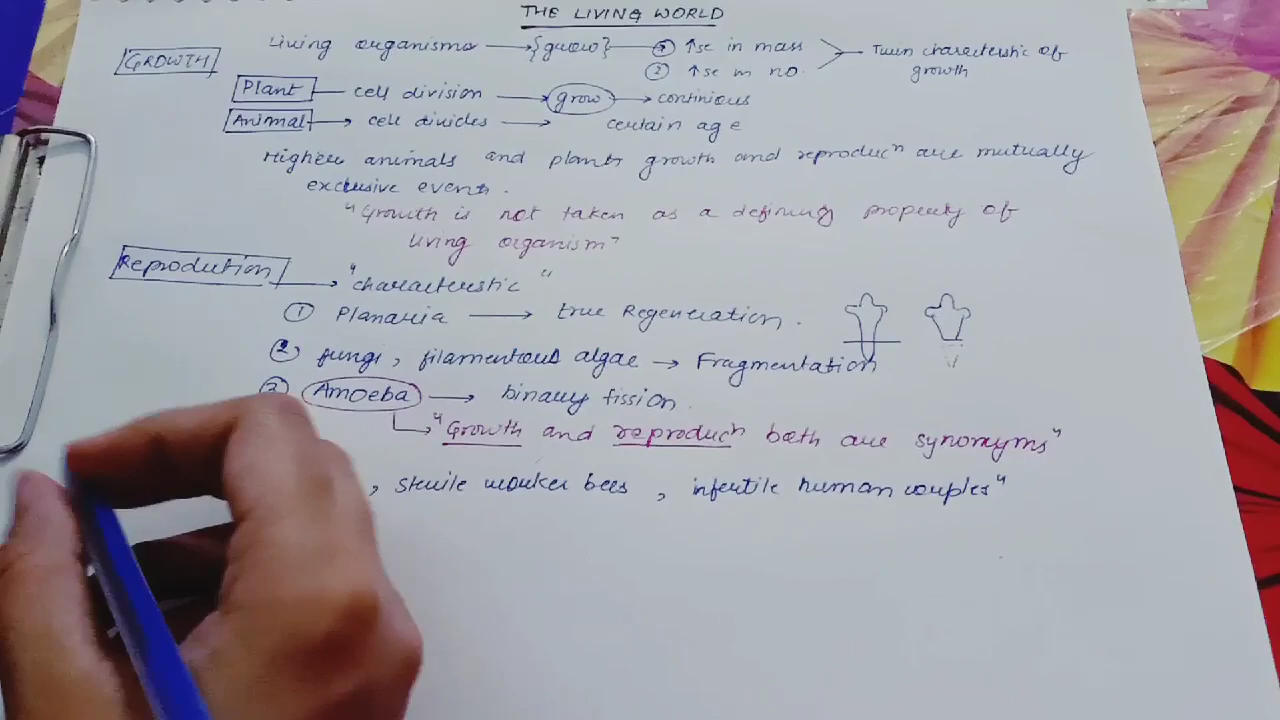 THE LIVING WORLD
Living organisms → {grow} → ① ↑se in mass
② ↑se in no.
Twin characteristic of growth
GROWTH
Plant → cell division → grow → continious
Animal → cell divides → certain age
Higher animals and plants growth and reproducⁿ are mutually
exclusive events.
"Growth is not taken as a defining property of
living organism"
Reprodution → "characteristic"
① Planaria → true Regeneration.
② fungi, filamentous algae → Fragmentation
③ Amoeba → binary fission.
"Growth and reproducⁿ both are synonyms"
, sterile worker bees, infertile human couples"